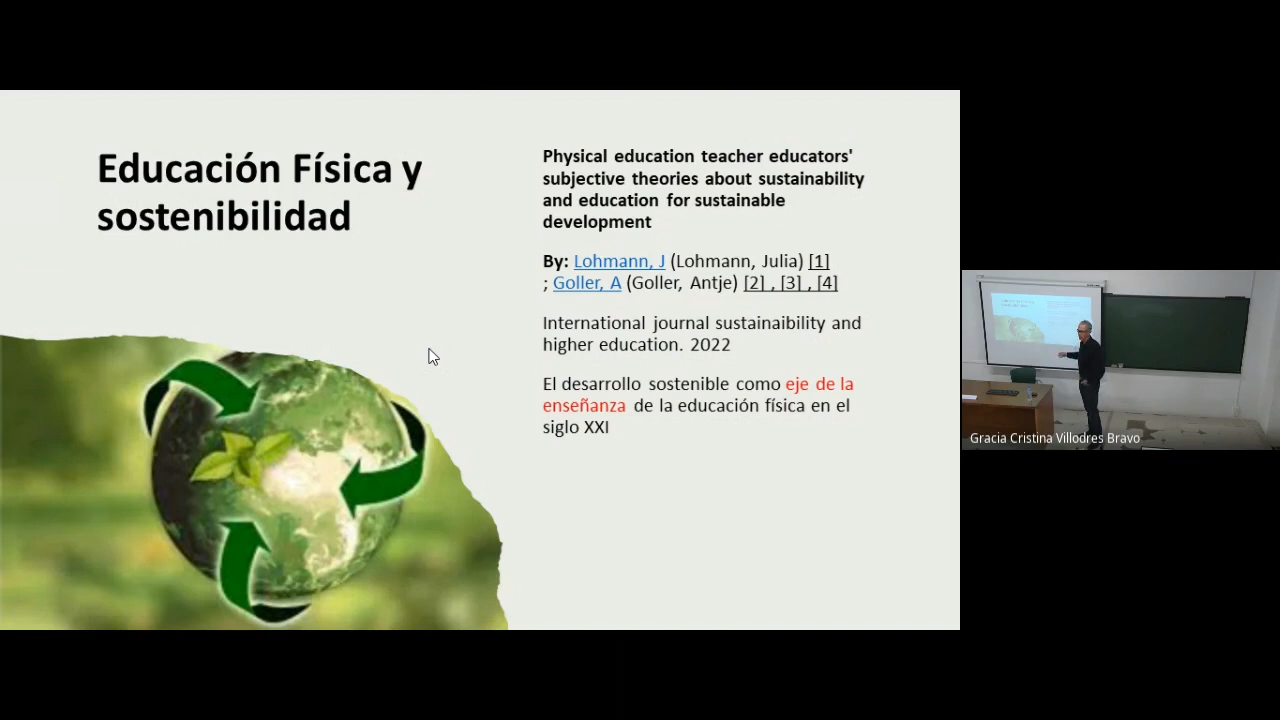 Educación Física y
sostenibilidad
Physical education teacher educators'
subjective theories about sustainability
and education for sustainable
development
By: Lohmann, J (Lohmann, Julia) [1]
; Goller, A (Goller, Antje) [2] , [3] , [4]
International journal sustainaibility and
higher education. 2022
El desarrollo sostenible como eje de la
enseñanza de la educación física en el
siglo XXI
Gracia Cristina Villodres Bravo